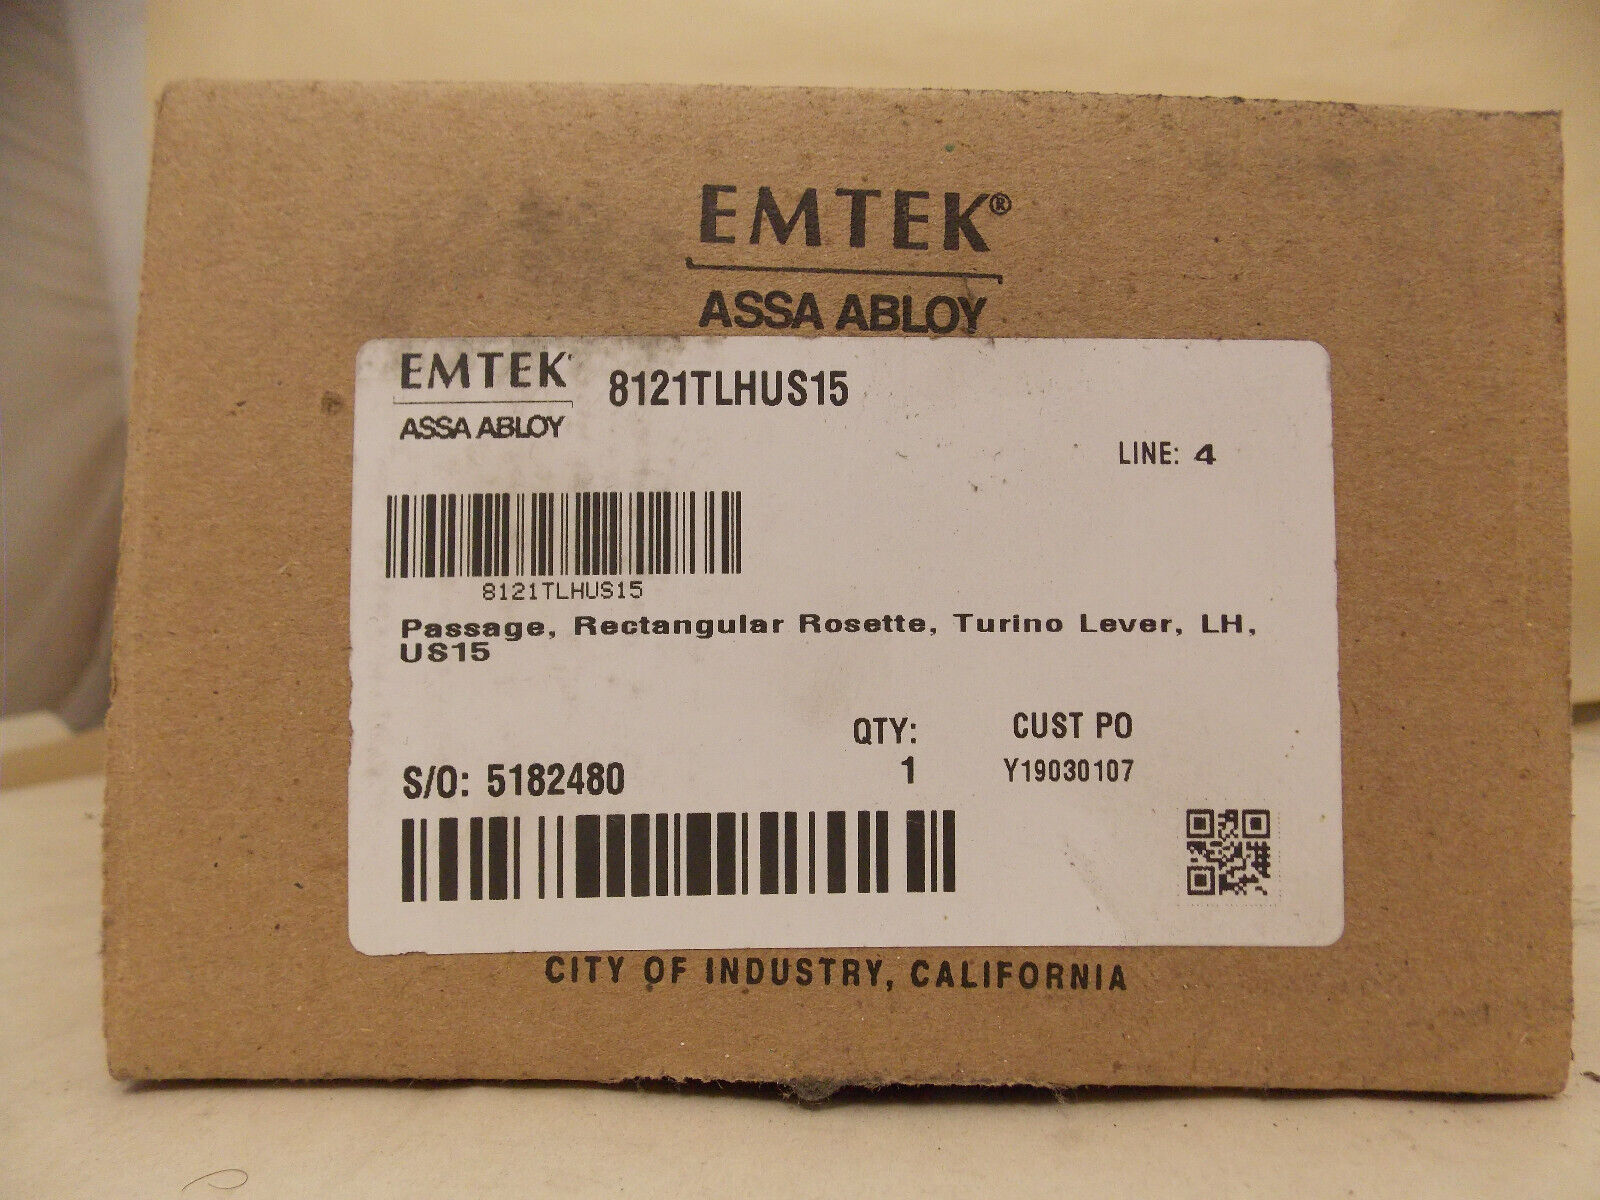 EMTEK®
ASSA ABLOY
EMTEK
ASSA ABLOY
8121TLHUS15
LINE: 4
8121TLHUS15
Passage, Rectangular Rosette, Turino Lever, LH,
US15
QTY: CUST PO
S/O: 5182480 1 Y19030107
CITY OF INDUSTRY, CALIFORNIA